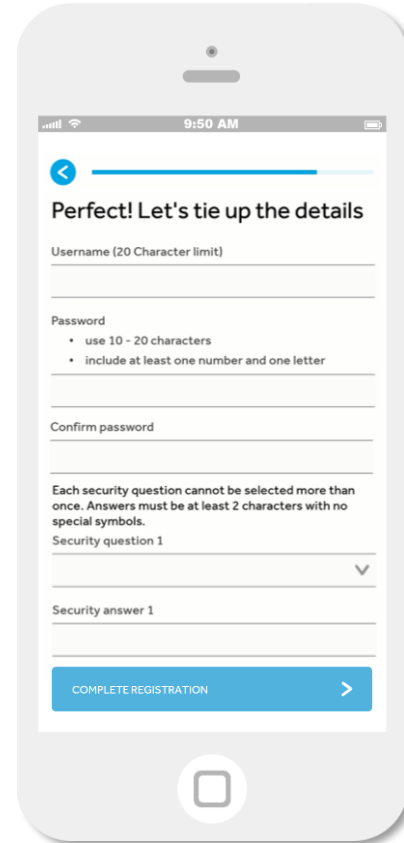 9:50 AM
Perfect! Let's tie up the details
Username (20 Character limit)
Password
• use 10 - 20 characters
• include at least one number and one letter
Confirm password
Each security question cannot be selected more than
once. Answers must be at least 2 characters with no
special symbols.
Security question 1
Security answer 1
COMPLETE REGISTRATION